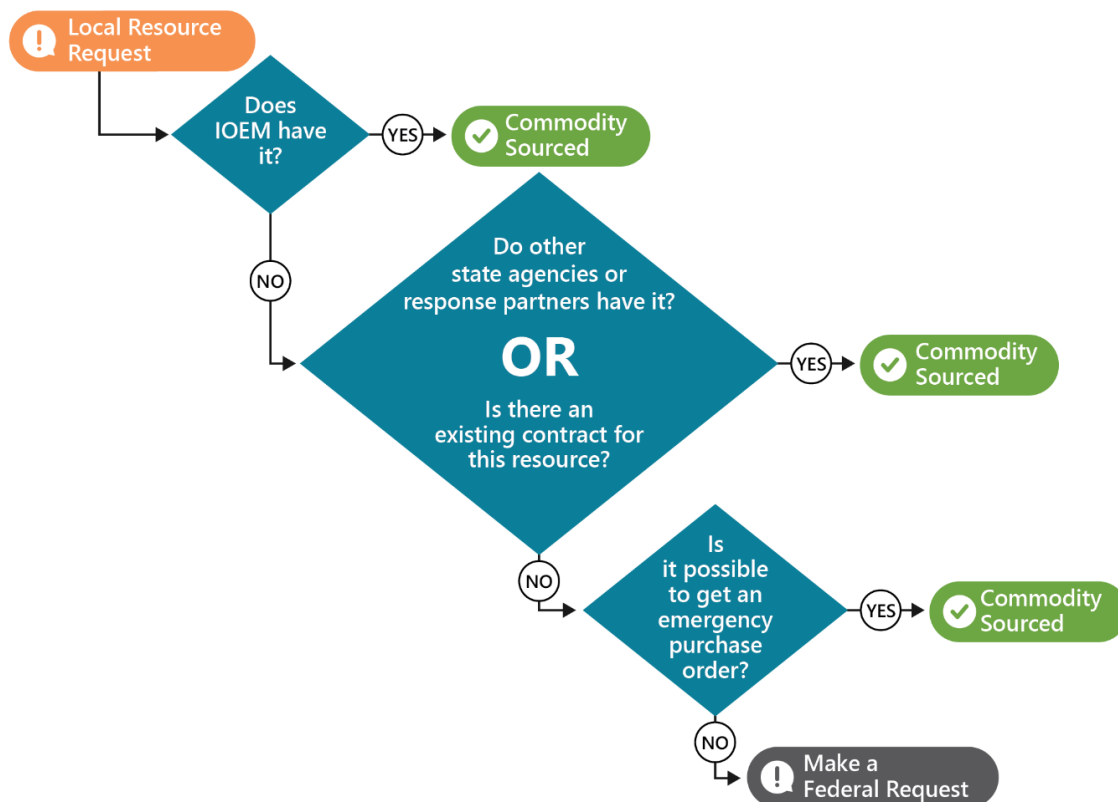 Local Resource
Request
Does
IOEM have
it?
YES
Commodity
Sourced
NO
Do other
state agencies or
response partners have it?
OR
Is there an
existing contract for
this resource?
YES
Commodity
Sourced
NO
Is
it possible
to get an
emergency
purchase
order?
YES
Commodity
Sourced
NO
Make a
Federal Request